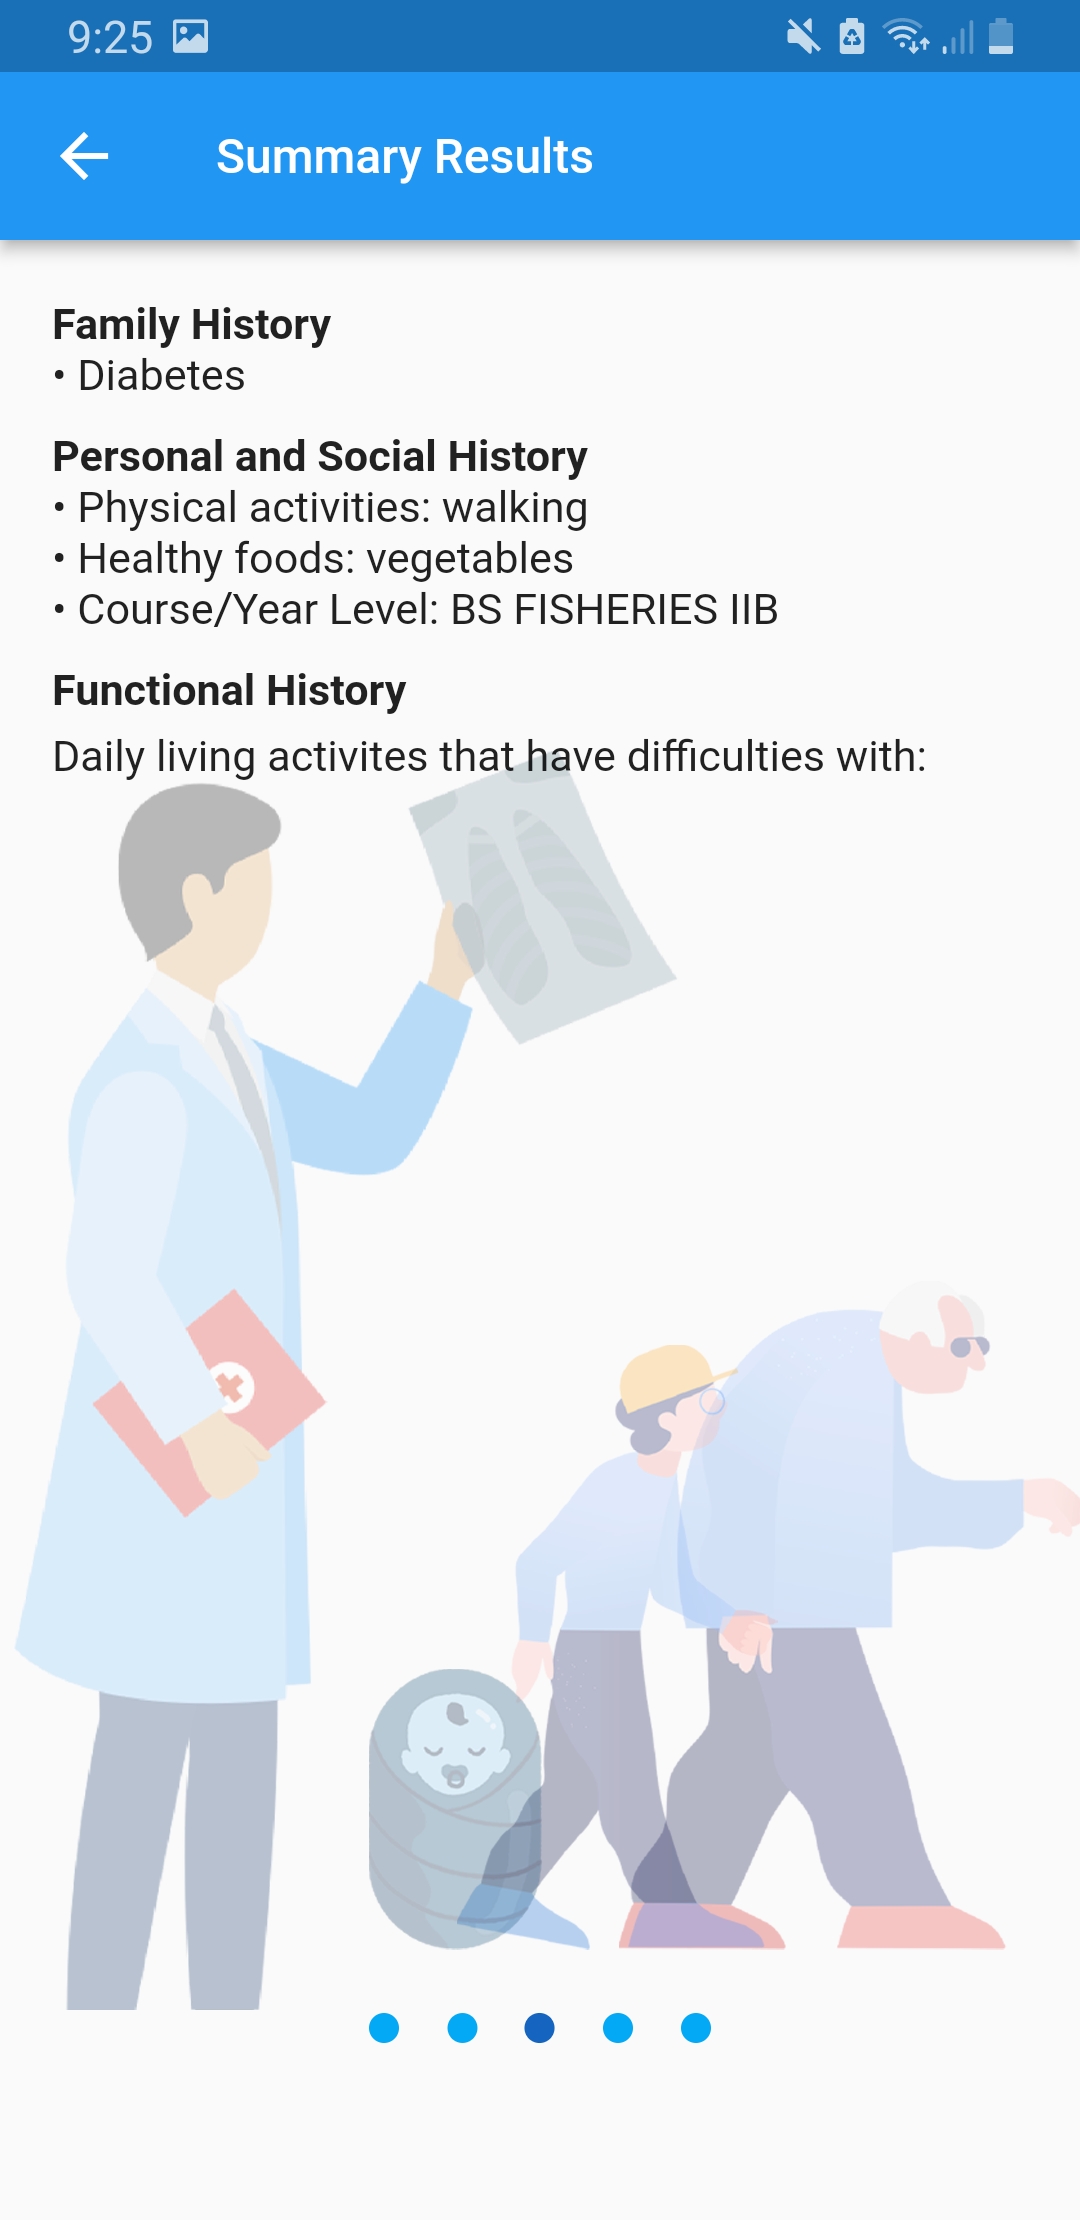 9:25
Summary Results
Family History
• Diabetes
Personal and Social History
• Physical activities: walking
• Healthy foods: vegetables
• Course/Year Level: BS FISHERIES IIB
Functional History
Daily living activites that have difficulties with: